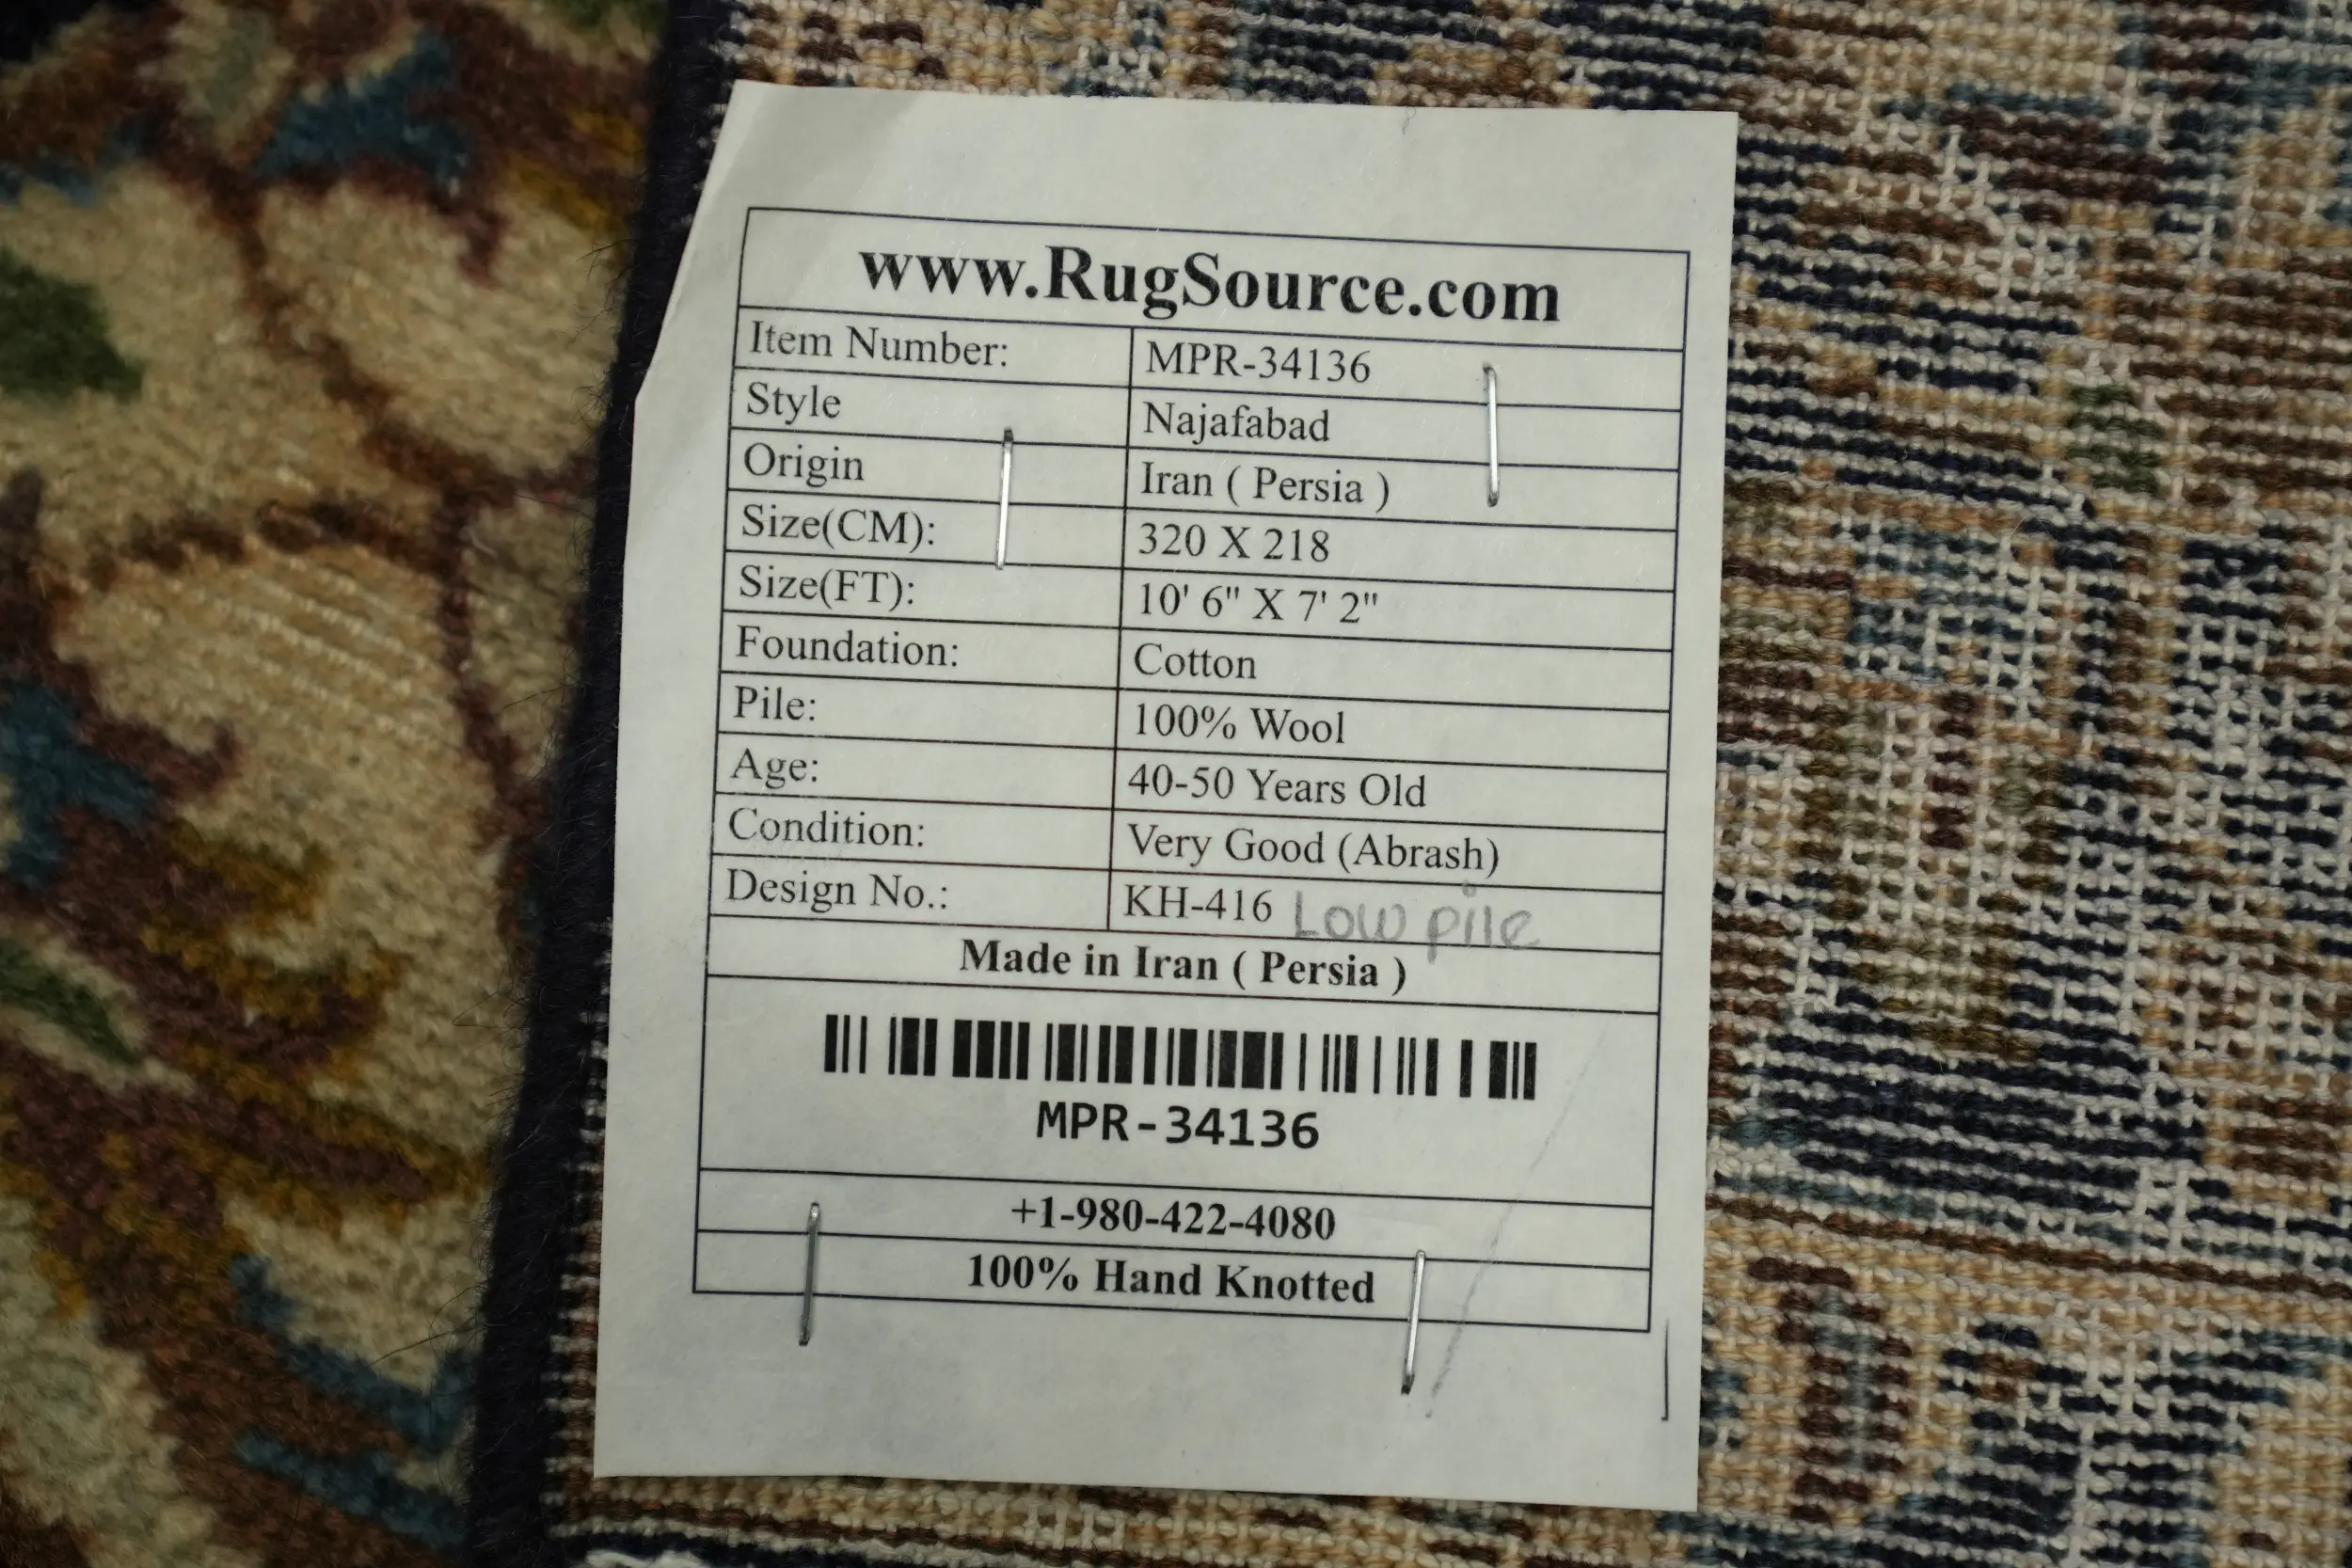 www.RugSource.com
Item Number: MPR-34136
Style Najafabad
Origin Iran ( Persia )
Size(CM): 320 X 218
Size(FT): 10' 6" X 7' 2"
Foundation: Cotton
Pile: 100% Wool
Age: 40-50 Years Old
Condition: Very Good (Abrash)
Design No.: KH-416 Low pile
Made in Iran ( Persia )
MPR-34136
+1-980-422-4080
100% Hand Knotted